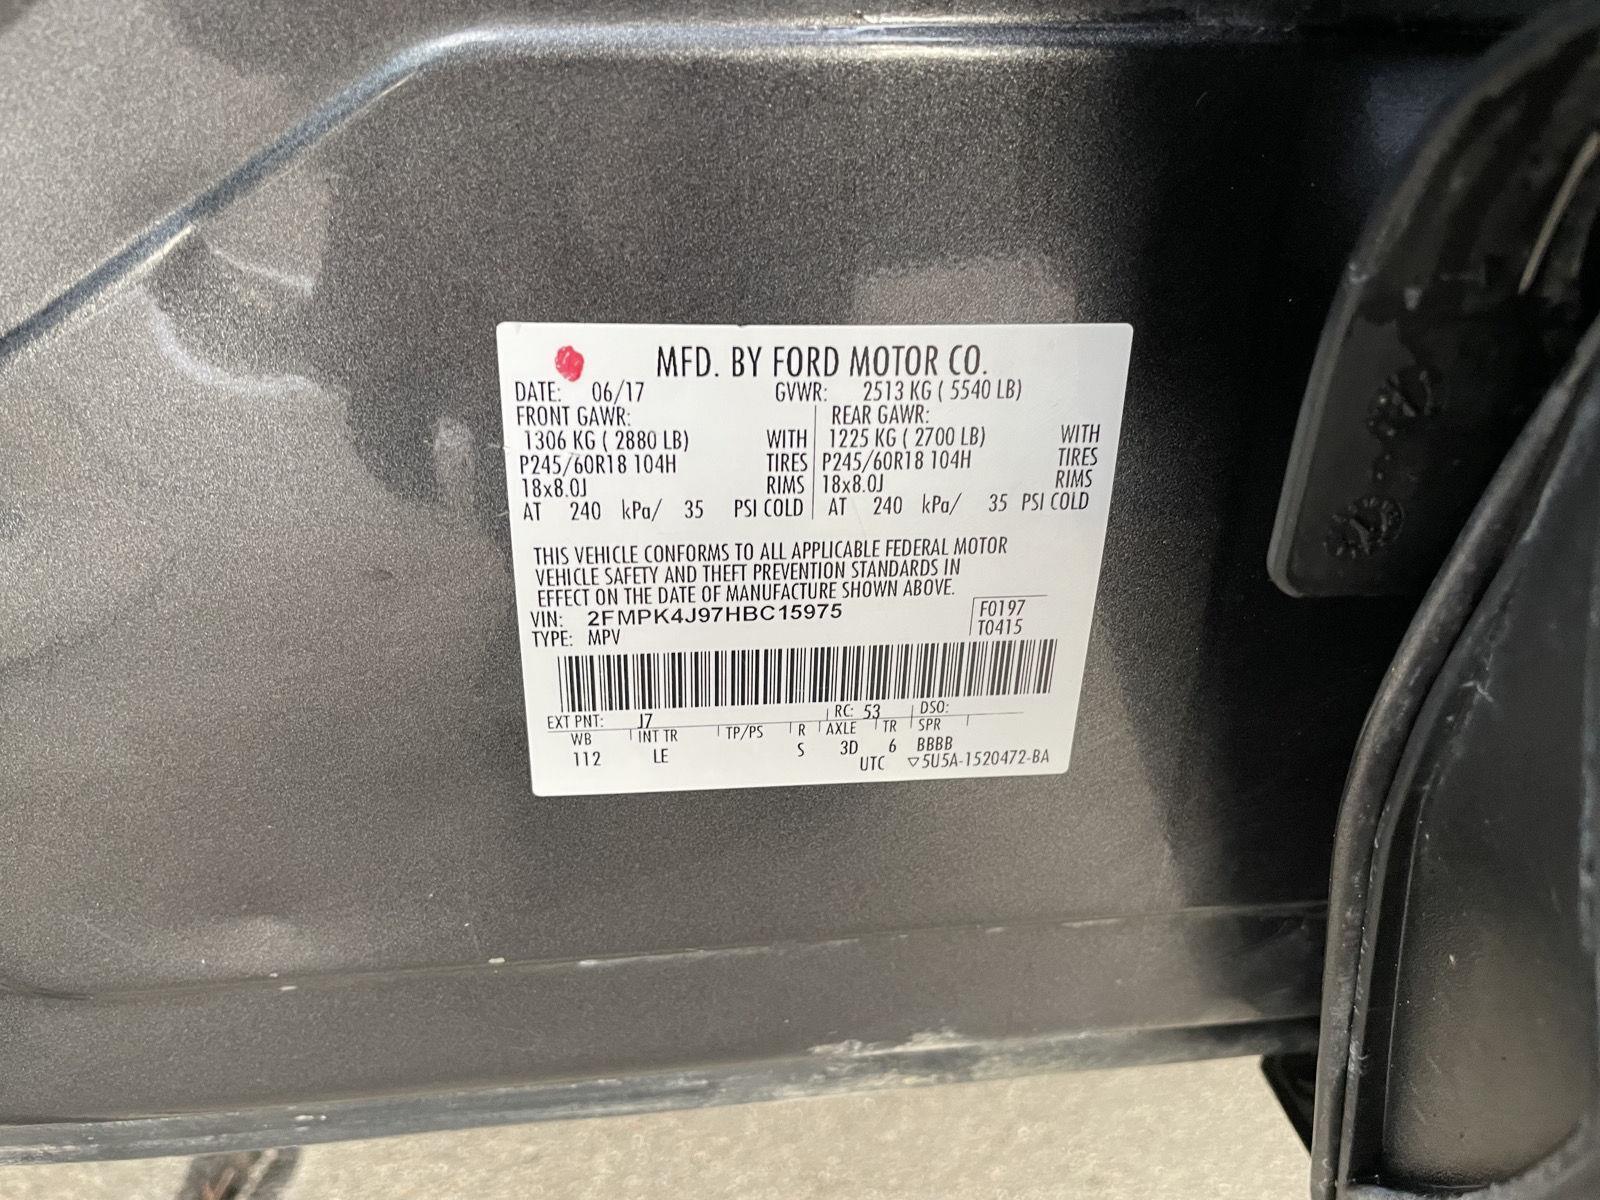 MFD. BY FORD MOTOR CO.
DATE: 06/17 GVWR: 2513 KG ( 5540 LB)
FRONT GAWR: REAR GAWR:
1306 KG ( 2880 LB) WITH 1225 KG ( 2700 LB) WITH
P245/60R18 104H TIRES P245/60R18 104H TIRES
18x8.0J RIMS 18x8.0J RIMS
AT 240 kPa/ 35 PSI COLD AT 240 kPa/ 35 PSI COLD
THIS VEHICLE CONFORMS TO ALL APPLICABLE FEDERAL MOTOR
VEHICLE SAFETY AND THEFT PREVENTION STANDARDS IN
EFFECT ON THE DATE OF MANUFACTURE SHOWN ABOVE.
VIN: 2FMPK4J97HBC15975 F0197
TYPE: MPV T0415
EXT PNT: J7 RC: 53 DSO:
WB INT TR TP/PS R AXLE TR SPR
112 LE S 3D 6 BBBB
UTC ▽5U5A-1520472-BA